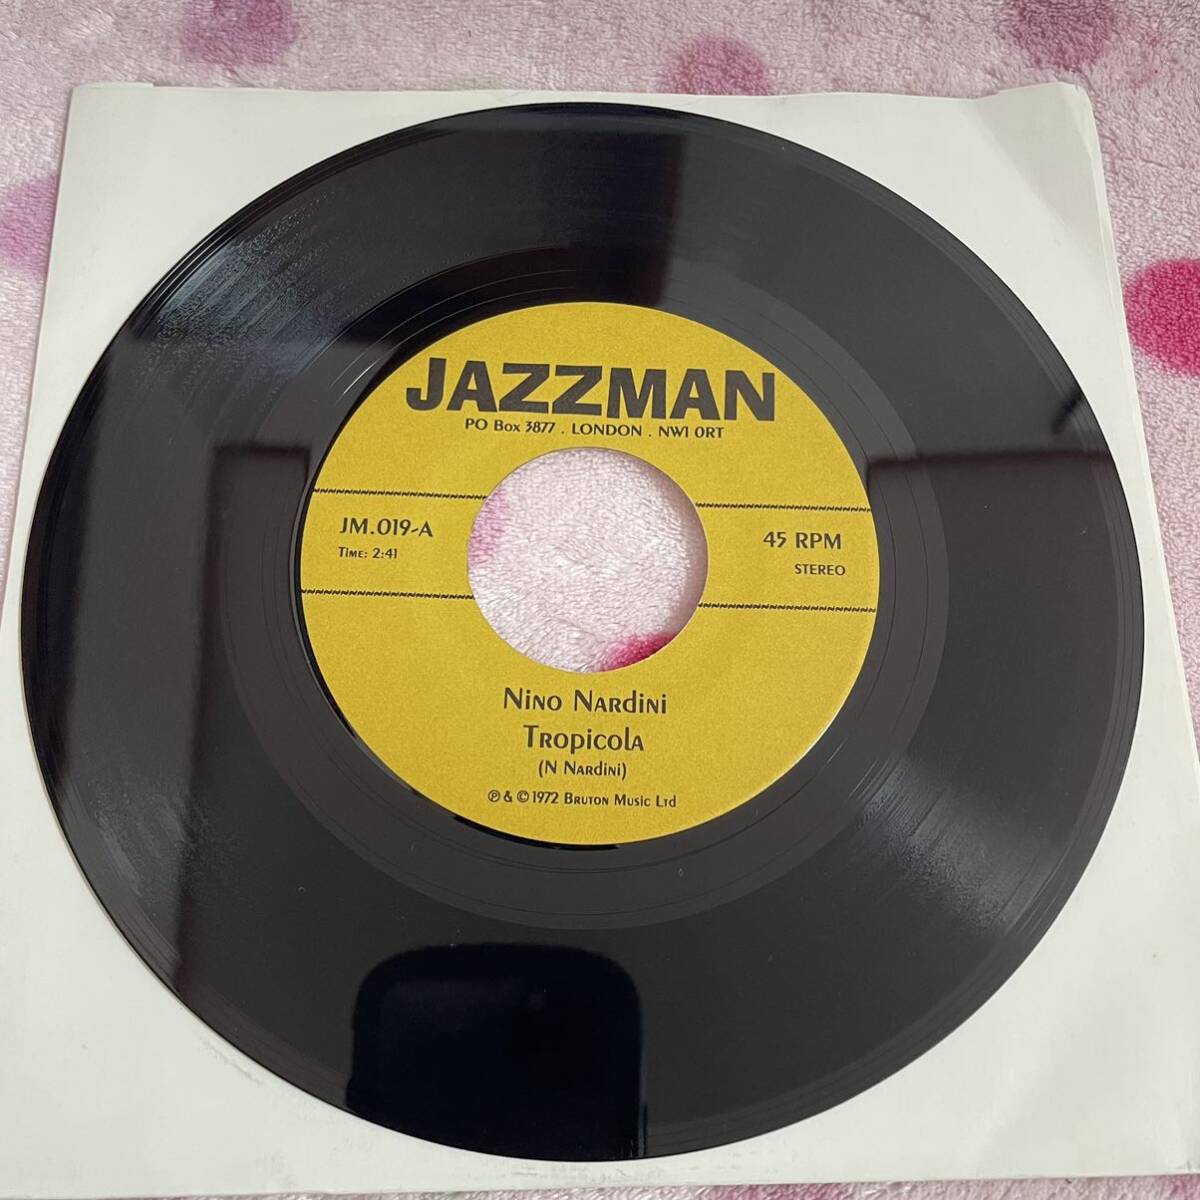 JAZZMAN
PO Box 3877 . LONDON . NW1 0RT
JM.019-A
Time: 2:41
45 RPM
STEREO
Nino Nardini
Tropicola
(N Nardini)
℗ & © 1972 Bruton Music Ltd